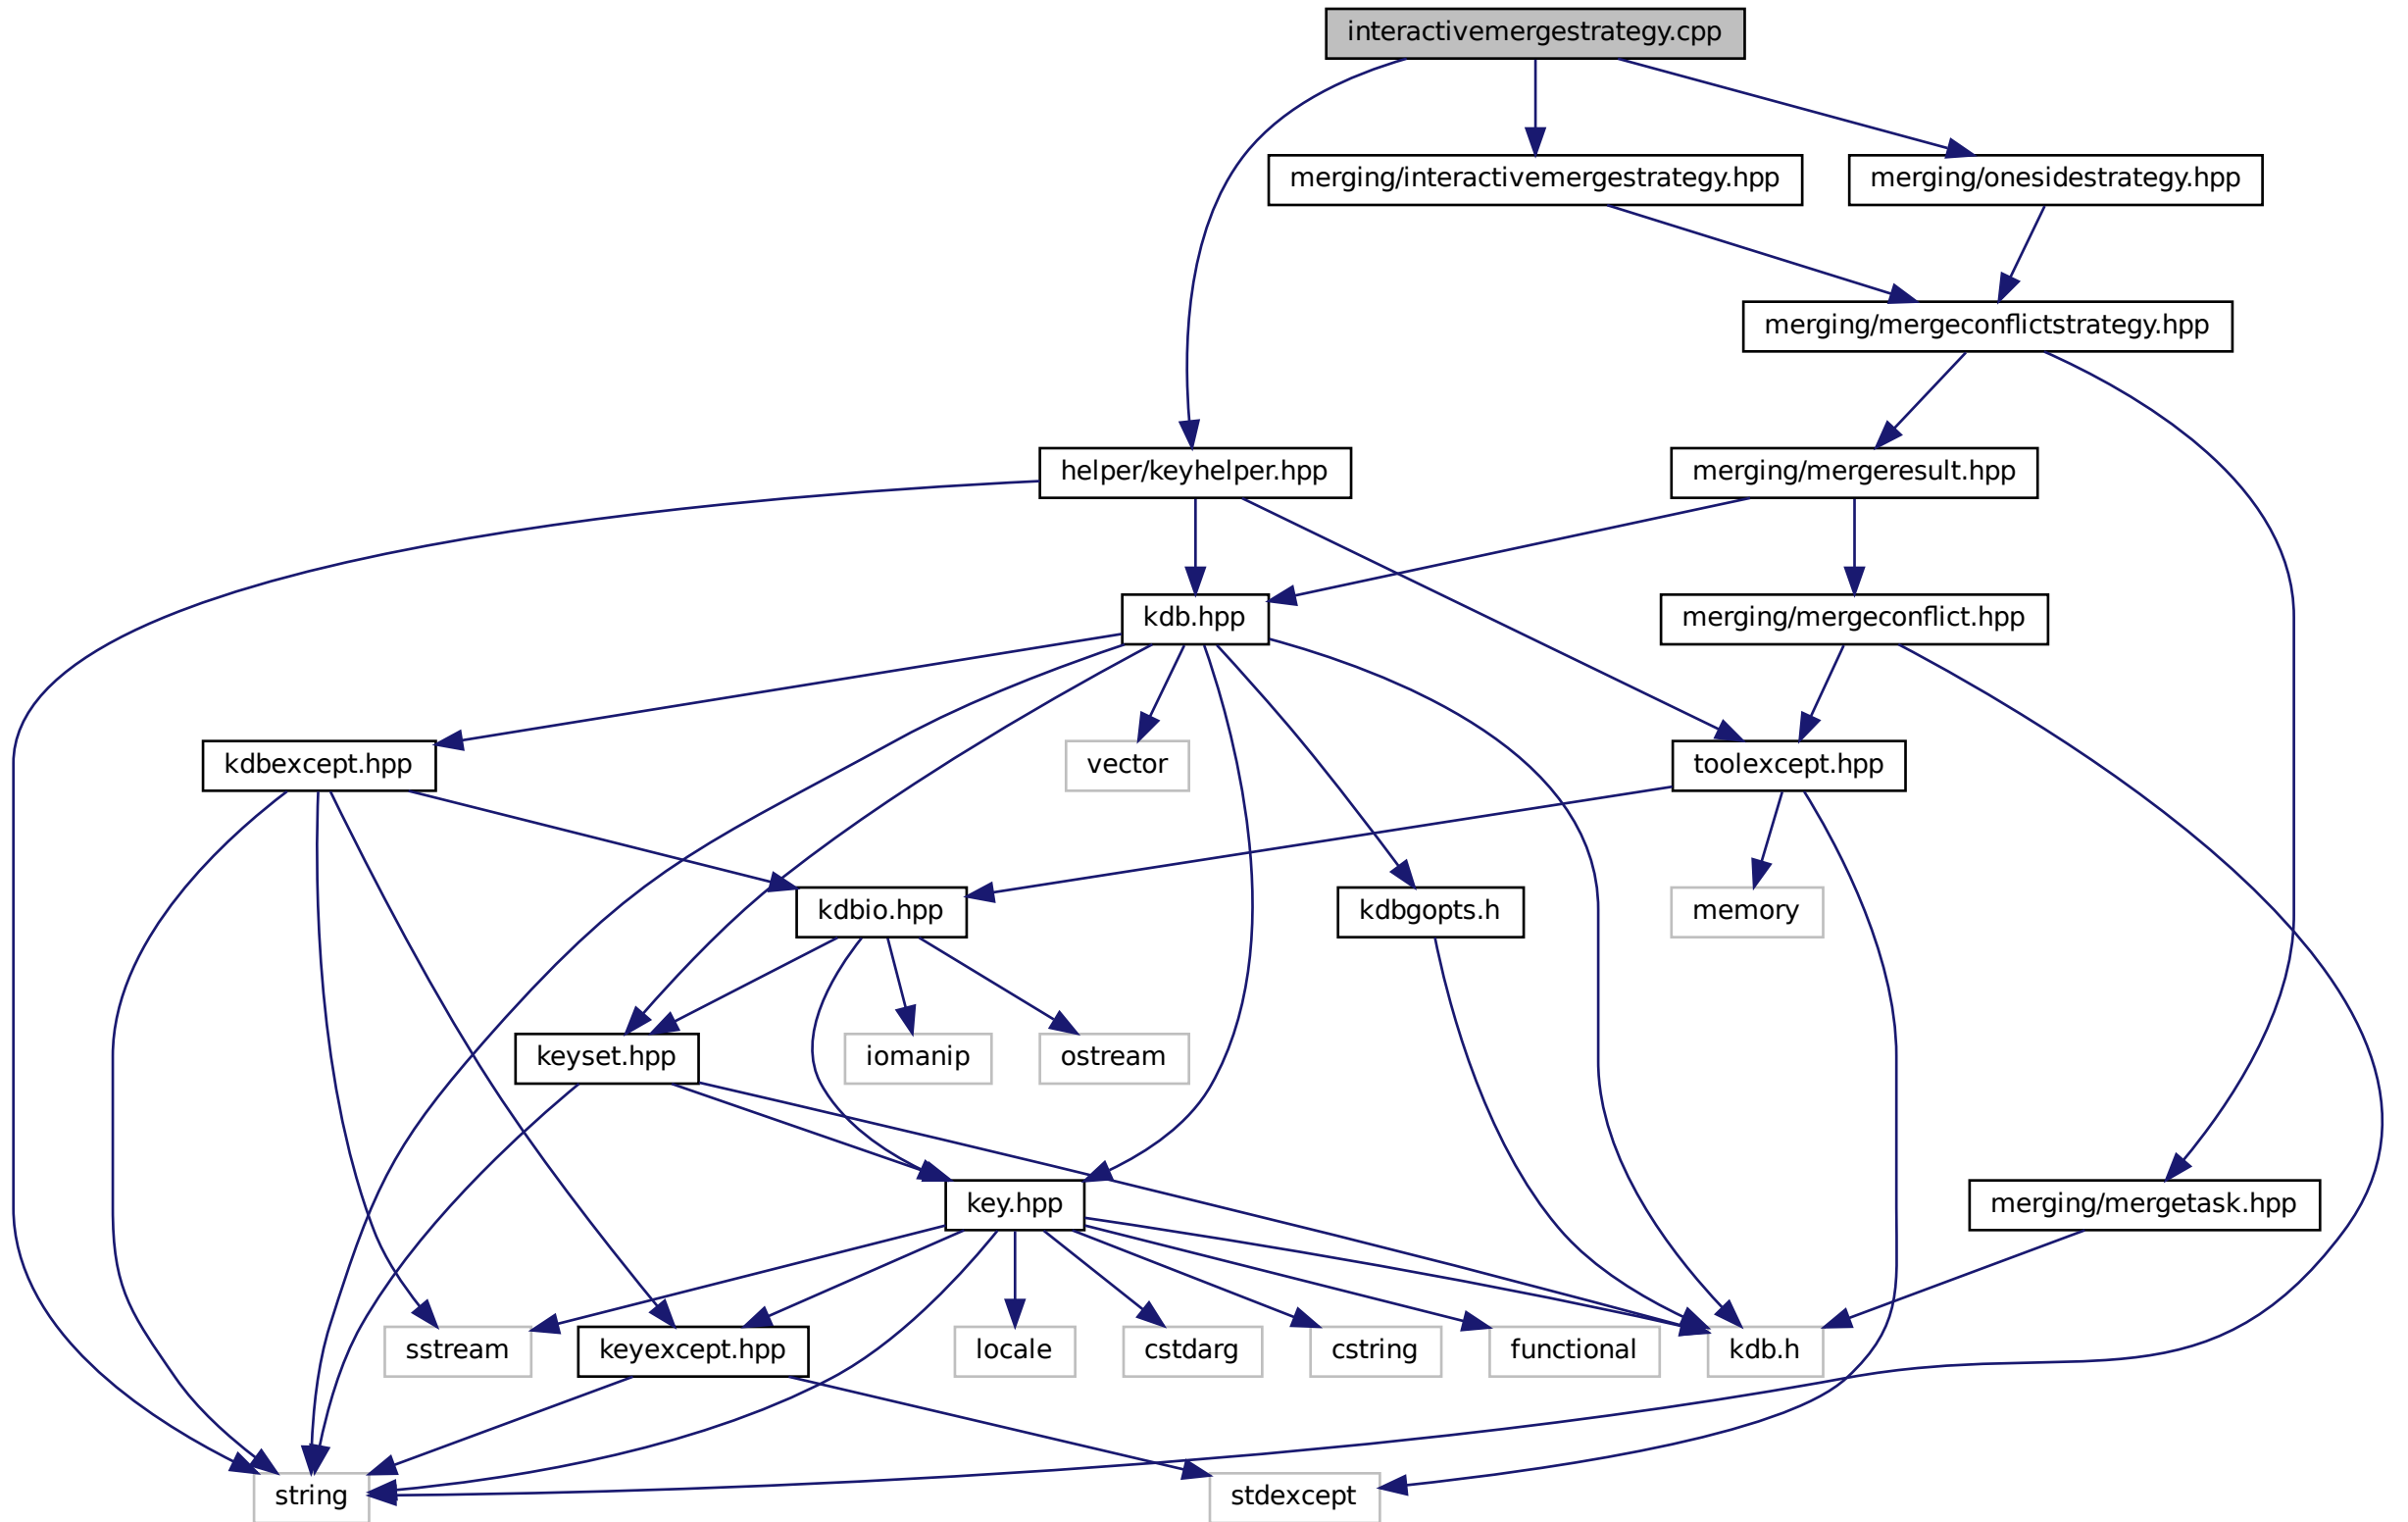 interactivemergestrategy.cpp
merging/interactivemergestrategy.hpp
merging/onesidestrategy.hpp
merging/mergeconflictstrategy.hpp
helper/keyhelper.hpp
merging/mergeresult.hpp
kdb.hpp
merging/mergeconflict.hpp
kdbexcept.hpp
vector
toolexcept.hpp
kdbio.hpp
kdbgopts.h
memory
keyset.hpp
iomanip
ostream
key.hpp
merging/mergetask.hpp
sstream
keyexcept.hpp
locale
cstdarg
cstring
functional
kdb.h
string
stdexcept